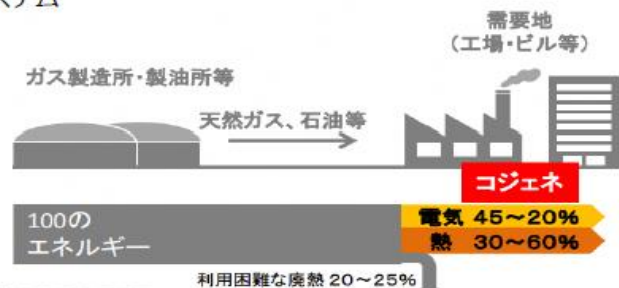 需要地
（工場・ビル等）
ガス製造所・製油所等
天然ガス、石油等
コジェネ
100の
エネルギー
電気 45～20%
熱 30～60%
利用困難な廃熱 20～25%